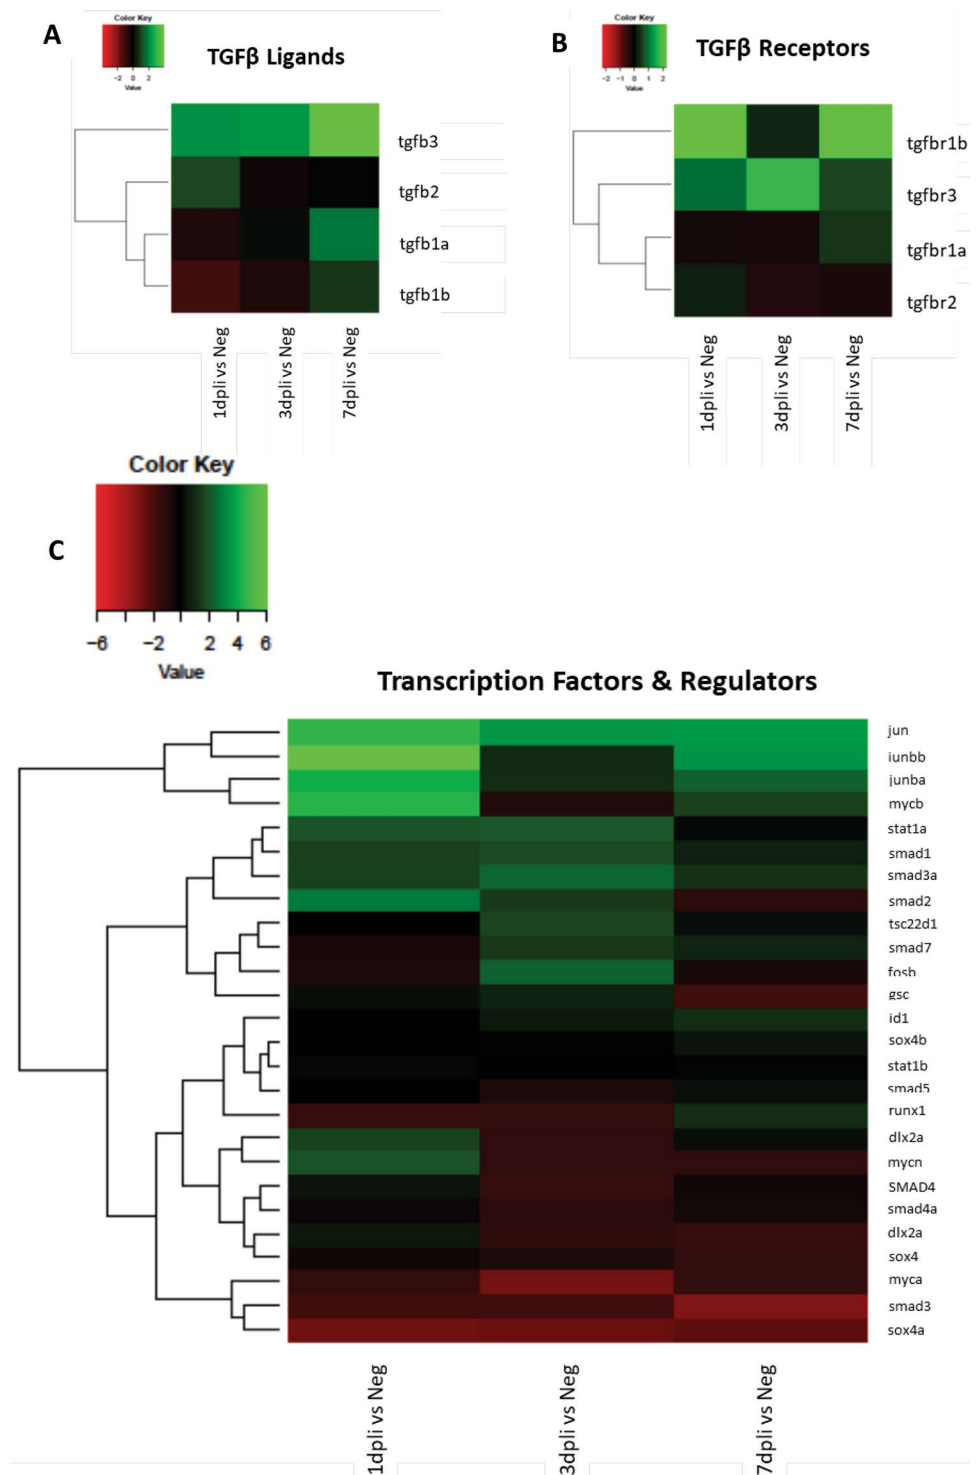 A
Color Key
-2 0 2
Value
TGFβ Ligands
tgfb3
tgfb2
tgfb1a
tgfb1b
1dpli vs Neg
3dpli vs Neg
7dpli vs Neg
B
Color Key
-2 -1 0 1 2
Value
TGFβ Receptors
tgfbr1b
tgfbr3
tgfbr1a
tgfbr2
1dpli vs Neg
3dpli vs Neg
7dpli vs Neg
C
Color Key
-6 -2 2 4 6
Value
Transcription Factors & Regulators
jun
iunbb
junba
mycb
stat1a
smad1
smad3a
smad2
tsc22d1
smad7
fosb
gsc
id1
sox4b
stat1b
smad5
runx1
dlx2a
mycn
SMAD4
smad4a
dlx2a
sox4
myca
smad3
sox4a
1dpli vs Neg
3dpli vs Neg
7dpli vs Neg